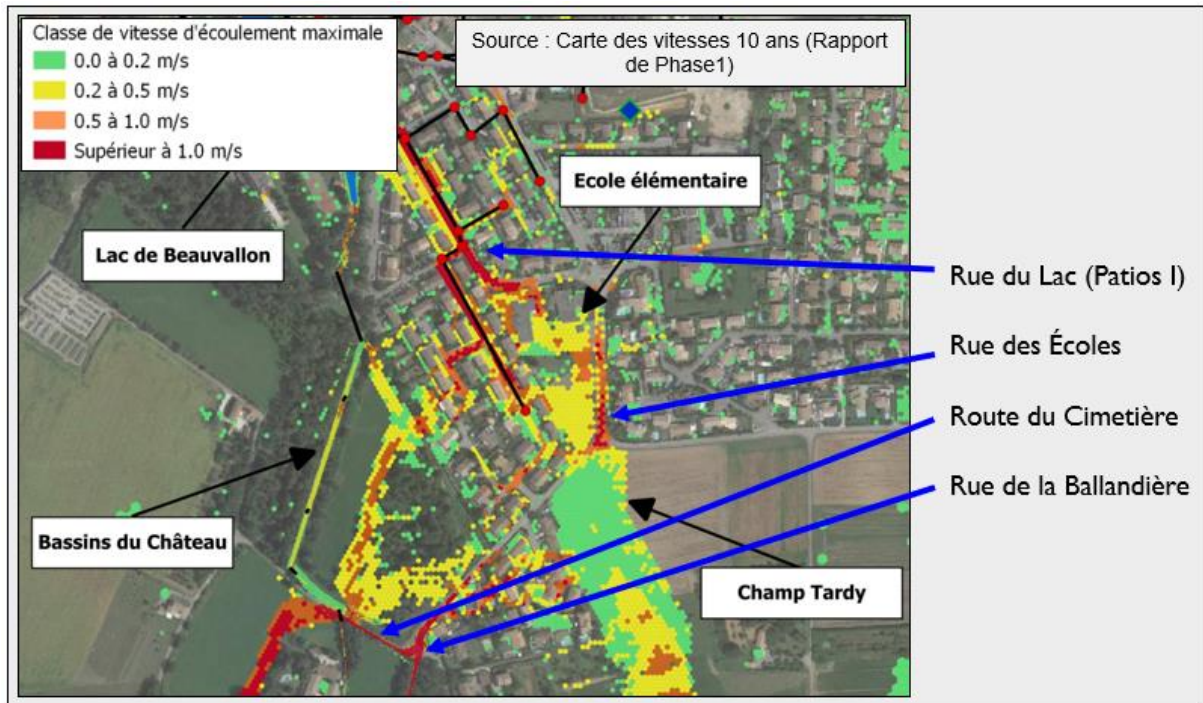 Classe de vitesse d'écoulement maximale
0.0 à 0.2 m/s
0.2 à 0.5 m/s
0.5 à 1.0 m/s
Supérieur à 1.0 m/s
Source : Carte des vitesses 10 ans (Rapport
de Phase1)
Ecole élémentaire
Lac de Beauvallon
Rue du Lac (Patios I)
Rue des Écoles
Route du Cimetière
Rue de la Ballandière
Bassins du Château
Champ Tardy